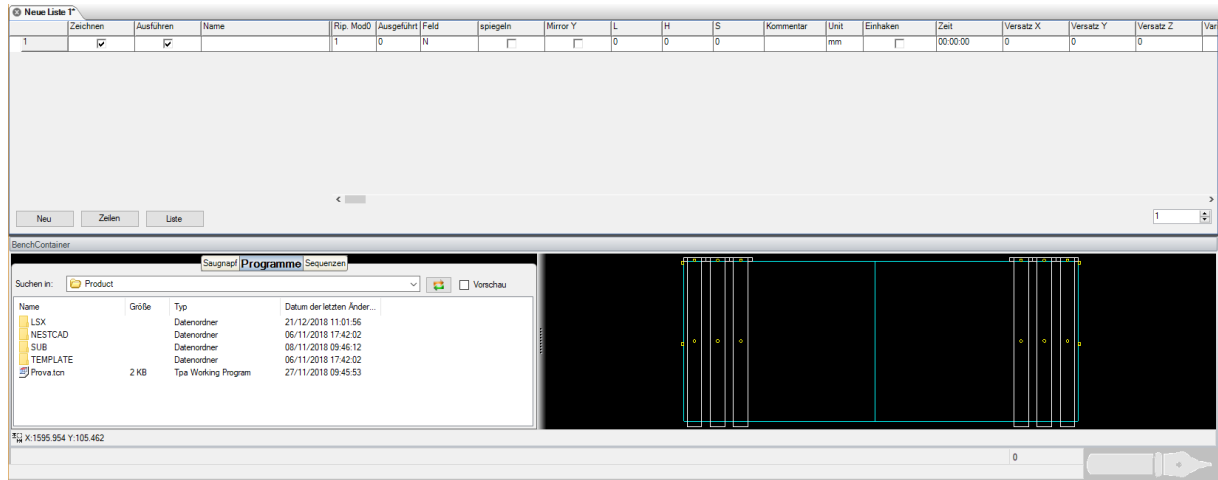 Neue Liste 1*
Zeichnen Ausführen Name Rip. Mod0 Ausgeführt Feld spiegeln Mirror Y L H S Kommentar Unit Einhaken Zeit Versatz X Versatz Y Versatz Z Var
1 1 0 N 0 0 0 mm 00:00:00 0 0 0
Neu Zeilen Liste 1
BenchContainer
Saugnapf Programme Sequenzen
Suchen in: Product Vorschau
Name Größe Typ Datum der letzten Änder...
LSX Datenordner 21/12/2018 11:01:56
NESTCAD Datenordner 06/11/2018 17:42:02
SUB Datenordner 08/11/2018 09:46:12
TEMPLATE Datenordner 06/11/2018 17:42:02
Prova.tcn 2 KB Tpa Working Program 27/11/2018 09:45:53
X:1595.954 Y:105.462
0